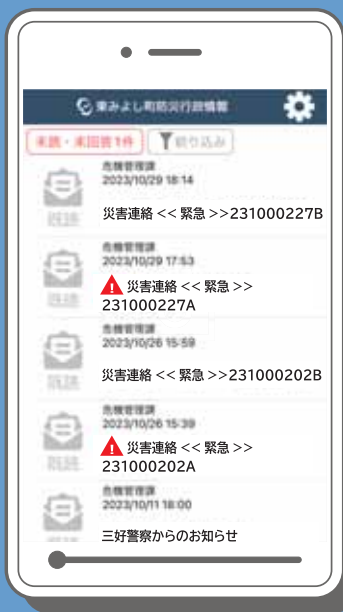 東みよし町防災行政情報
未読・未回答1件 絞り込み
危機管理課
2023/10/29 18:14
災害連絡 << 緊急 >>231000227B
既読
危機管理課
2023/10/29 17:53
災害連絡 << 緊急 >>
231000227A
既読
危機管理課
2023/10/26 15:59
災害連絡 << 緊急 >>231000202B
既読
危機管理課
2023/10/26 15:39
災害連絡 << 緊急 >>
231000202A
既読
危機管理課
2023/10/11 18:00
三好警察からのお知らせ